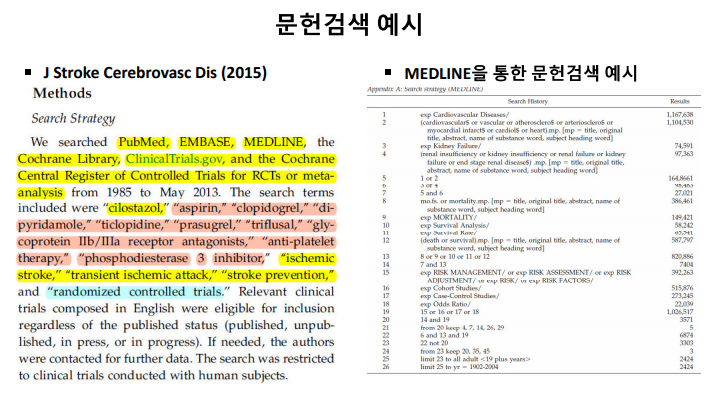 문헌검색 예시
▪ J Stroke Cerebrovasc Dis (2015)
Methods
Search Strategy
We searched PubMed, EMBASE, MEDLINE, the
Cochrane Library, ClinicalTrials.gov, and the Cochrane
Central Register of Controlled Trials for RCTs or meta-
analysis from 1985 to May 2013. The search terms
included were “cilostazol,” “aspirin,” “clopidogrel,” “di-
pyridamole,” “ticlopidine,” “prasugrel,” “triflusal,” “gly-
coprotein IIb/IIIa receptor antagonists,” “anti-platelet
therapy,” “phosphodiesterase 3 inhibitor,” “ischemic
stroke,” “transient ischemic attack,” “stroke prevention,”
and “randomized controlled trials.” Relevant clinical
trials composed in English were eligible for inclusion
regardless of the published status (published, unpub-
lished, in press, or in progress). If needed, the authors
were contacted for further data. The search was restricted
to clinical trials conducted with human subjects.
▪ MEDLINE을 통한 문헌검색 예시
Appendix A: Search strategy (MEDLINE)
Search History Results
1 exp Cardiovascular Diseases/ 1,167,638
2 (cardiovascular$ or vascular or atherosclero$ or arteriosclero$ or 1,104,530
myocardial infarct$ or cardiol$ or heart).mp. [mp = title, original
title, abstract, name of substance word, subject heading word]
3 exp Kidney Failure/ 74,591
4 (renal insufficiency or kidney insufficiency or renal failure or kidney 97,363
failure or end stage renal disease$) .mp. [mp = title, original title,
abstract, name of substance word, subject heading word]
5 1 or 2 164,8661
6 3 or 4 98,463
7 5 and 6 27,021
8 mo.fs. or mortality.mp. [mp = title, original title, abstract, name of 386,461
substance word, subject heading word]
9 exp MORTALITY/ 149,421
10 exp Survival Analysis/ 58,242
11 exp Survival Rate/
12 (death or survival).mp. [mp = title, original title, abstract, name of 587,797
substance word, subject heading word]
13 8 or 9 or 10 or 11 or 12 820,886
14 7 and 13 7404
15 exp RISK MANAGEMENT/ or exp RISK ASSESSMENT/ or exp RISK 392,263
ADJUSTMENT/ or exp RISK/ or exp RISK FACTORS/
16 exp Cohort Studies/ 515,876
17 exp Case-Control Studies/ 273,245
18 exp Odds Ratio/ 22,039
19 15 or 16 or 17 or 18 1,026,517
20 14 and 19 3571
21 from 20 keep 4, 7, 14, 26, 29 5
22 6 and 13 and 19 6874
23 22 not 20 3303
24 from 23 keep 20, 35, 45 3
25 limit 23 to all adult <19 plus years> 2424
26 limit 25 to yr = 1902-2004 2424